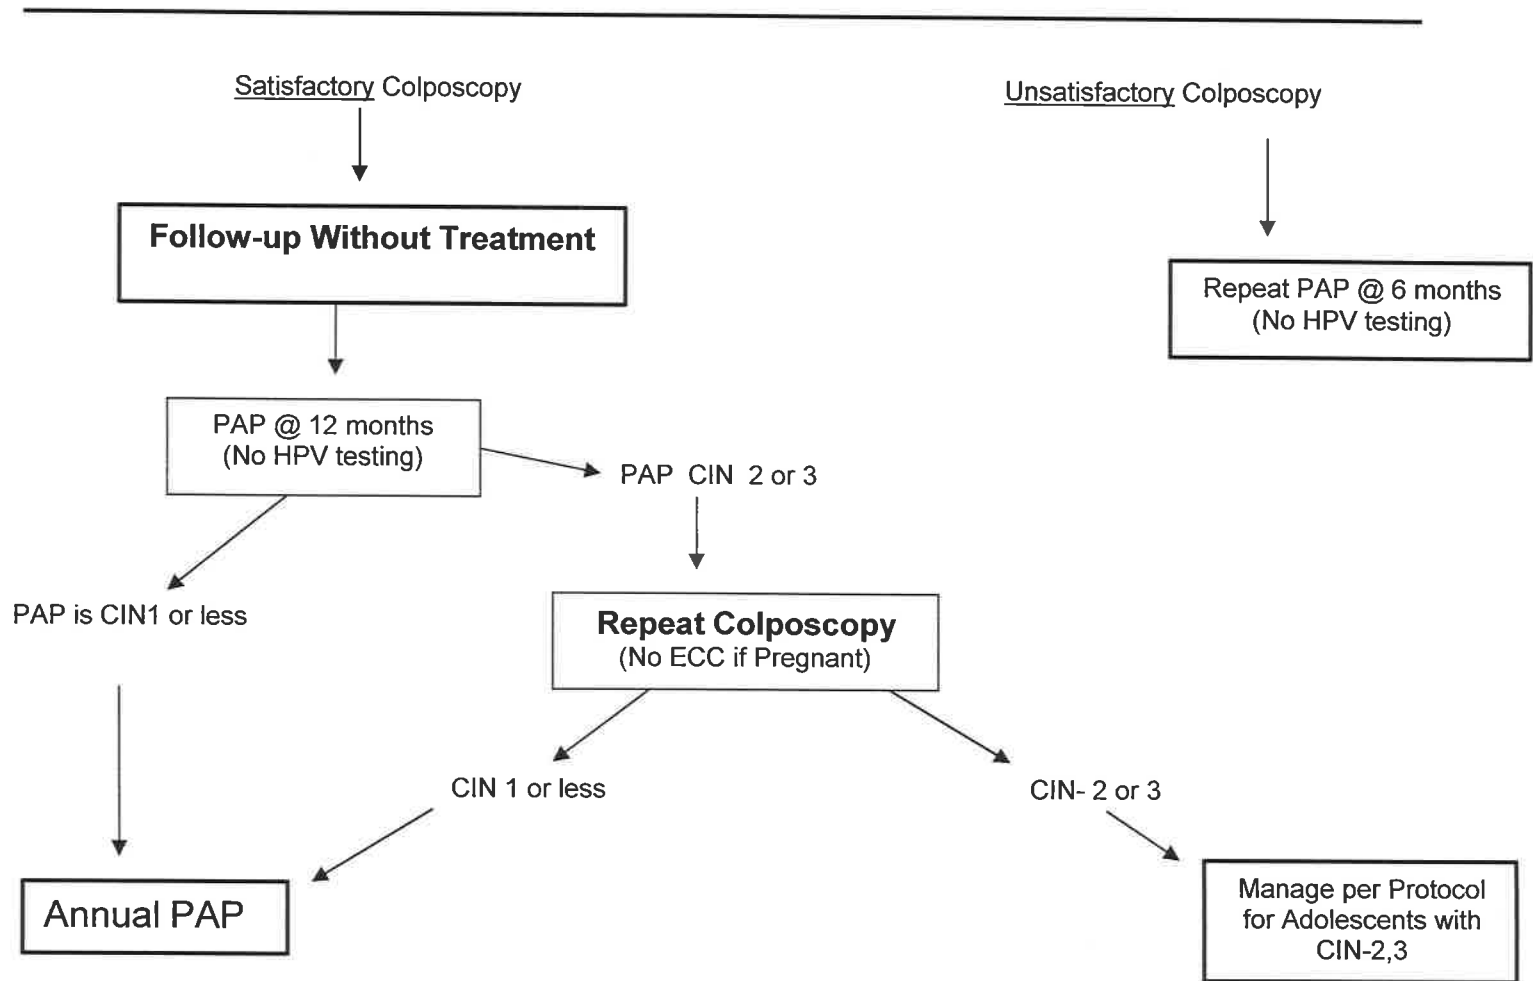 Satisfactory Colposcopy
Unsatisfactory Colposcopy
Follow-up Without Treatment
Repeat PAP @ 6 months
(No HPV testing)
PAP @ 12 months
(No HPV testing)
PAP CIN 2 or 3
PAP is CIN1 or less
Repeat Colposcopy
(No ECC if Pregnant)
CIN 1 or less
CIN- 2 or 3
Annual PAP
Manage per Protocol
for Adolescents with
CIN-2,3